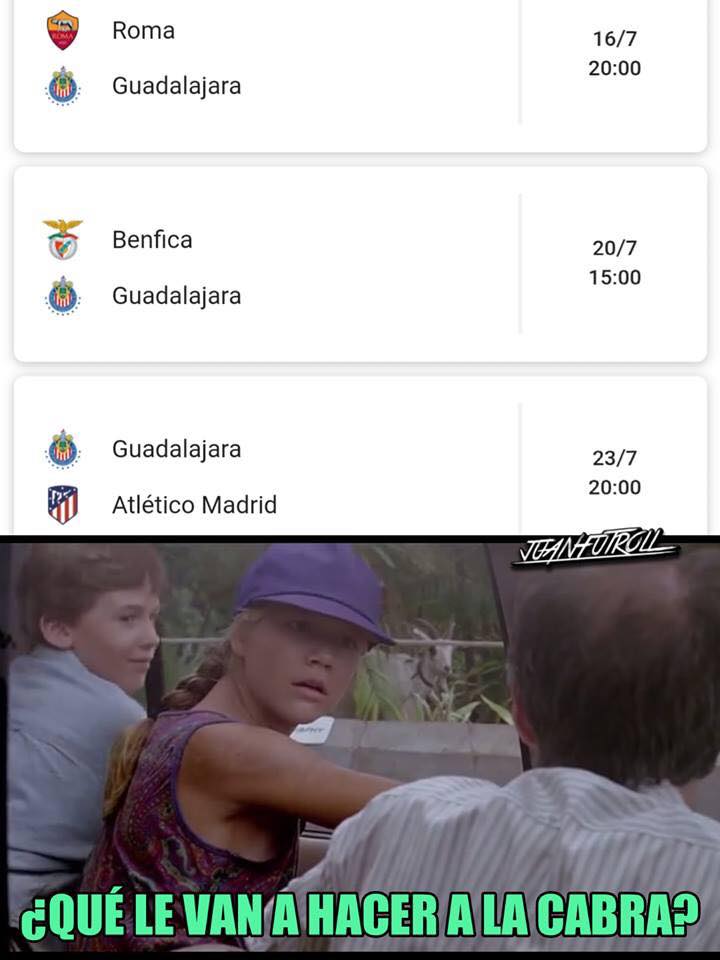 ROMA
Roma
16/7
20:00
Guadalajara
Benfica
20/7
15:00
Guadalajara
Guadalajara
23/7
20:00
Atlético Madrid
JUANFUTROLL
¿QUÉ LE VAN A HACER A LA CABRA?